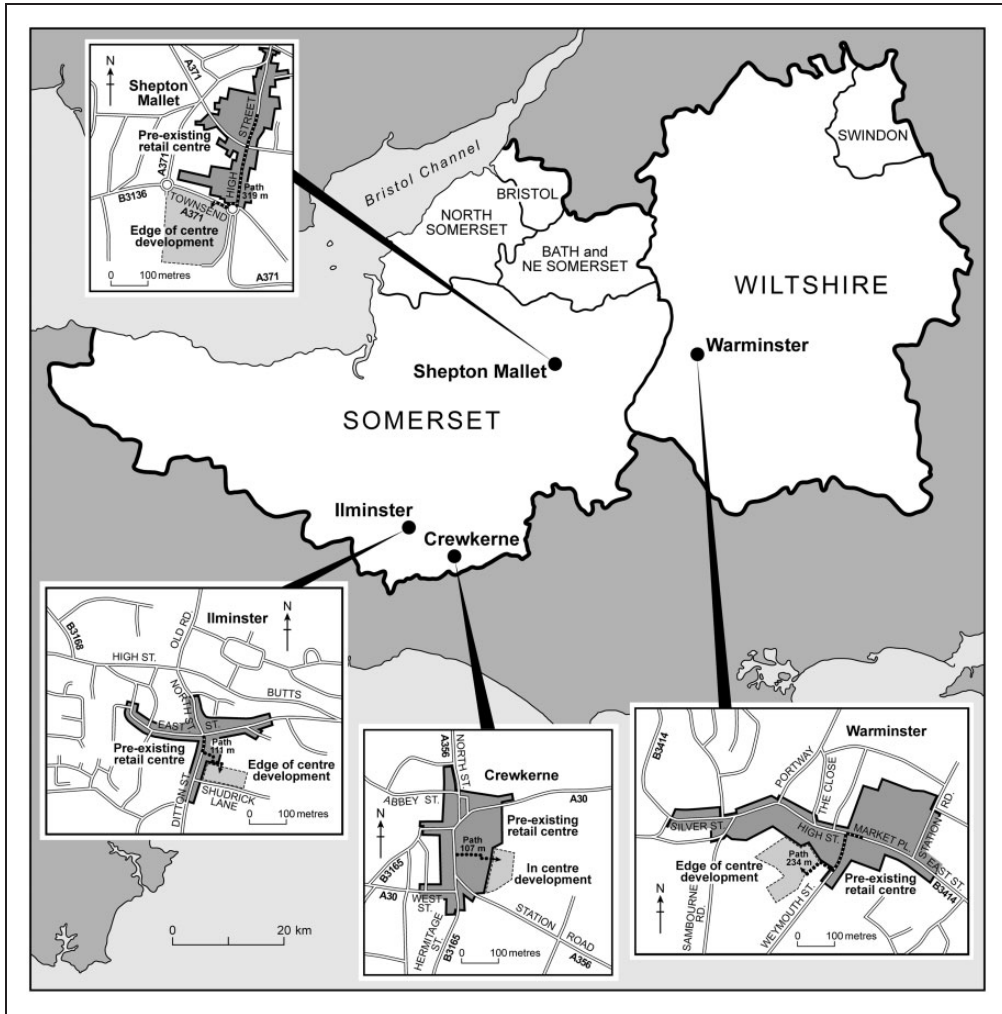 N
A371
Shepton
Mallet
A371
STREET
Pre-existing
retail centre
HIGH
Path
319 m
B3136
TOWNSEND
A371
Edge of centre
development
0 100 metres
A371
Bristol Channel
NORTH
SOMERSET
BRISTOL
BATH and
NE SOMERSET
SWINDON
WILTSHIRE
Warminster
Shepton Mallet
SOMERSET
Ilminster
Crewkerne
B3168
OLD RD.
Ilminster
N
HIGH ST.
NORTH ST.
BUTTS
EAST ST.
Pre-existing
retail centre
Path
111 m
Edge of centre
development
DITTON ST.
SHUDRICK
LANE
0 100 metres
0 20 km
A356
NORTH ST.
Crewkerne
N
ABBEY ST.
A30
Pre-existing
retail centre
Path
107 m
B3165
In centre
development
A30
WEST
ST.
HERMITAGE
ST.
B3165
STATION ROAD
A356
0 100 metres
B3414
PORTWAY
Warminster
THE CLOSE
SILVER ST.
HIGH ST.
MARKET PL.
STATION RD.
EAST ST.
B3414
Edge of centre
development
Path
234 m
Pre-existing
retail centre
N
SAMBOURNE
RD.
WEYMOUTH ST.
0 100 metres